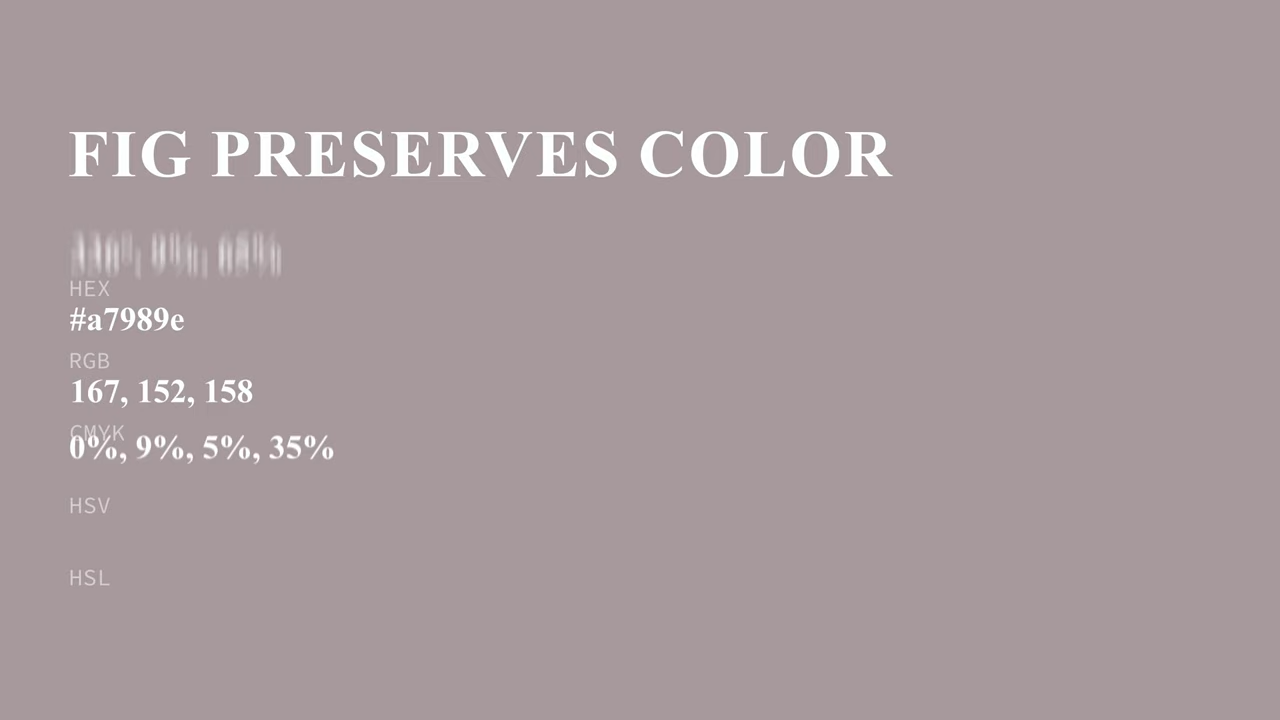 FIG PRESERVES COLOR
HEX
#a7989e
RGB
167, 152, 158
CMYK
0%, 9%, 5%, 35%
HSV
HSL